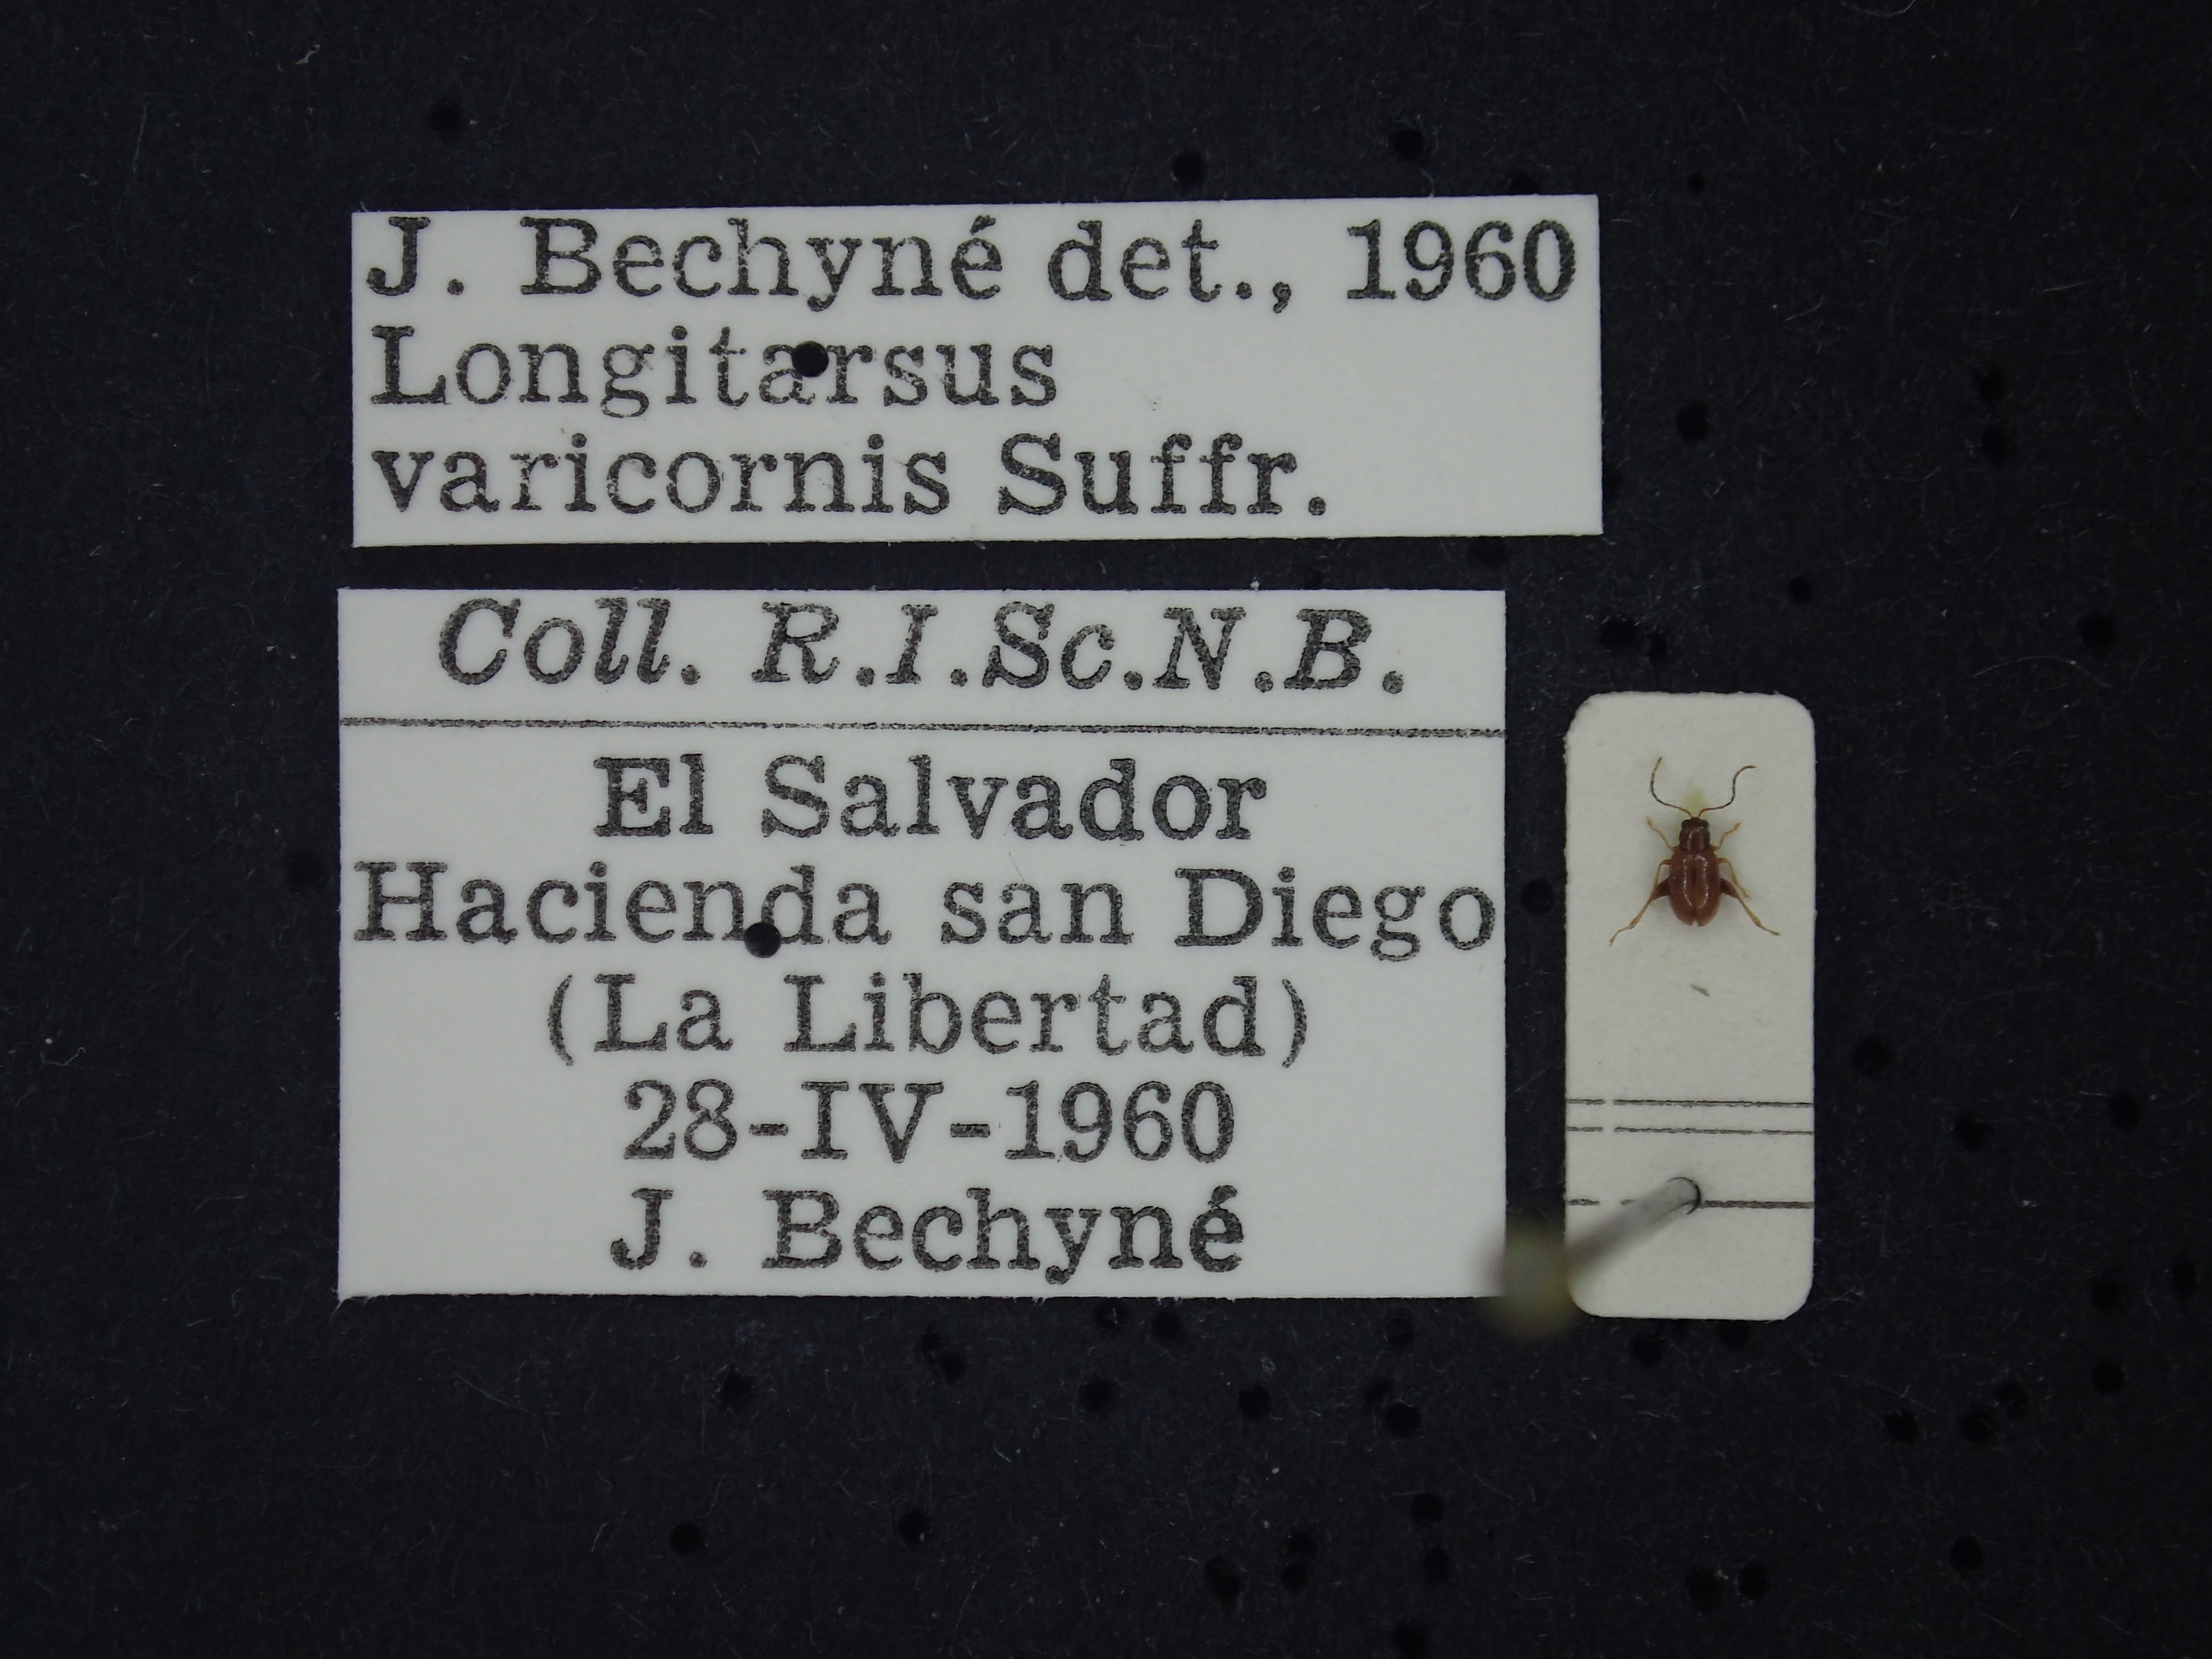 J. Bechyné det., 1960
Longitarsus
varicornis Suffr.
Coll. R.I.Sc.N.B.
El Salvador
Hacienda san Diego
(La Libertad)
28-IV-1960
J. Bechyné